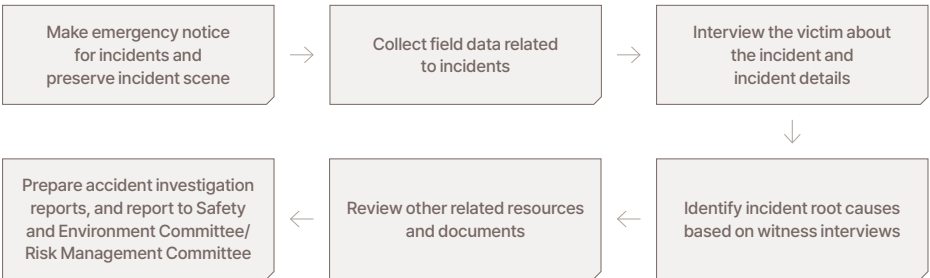 Make emergency notice
for incidents and
preserve incident scene
Collect field data related
to incidents
Interview the victim about
the incident and
incident details
Identify incident root causes
based on witness interviews
Review other related resources
and documents
Prepare accident investigation
reports, and report to Safety
and Environment Committee/
Risk Management Committee